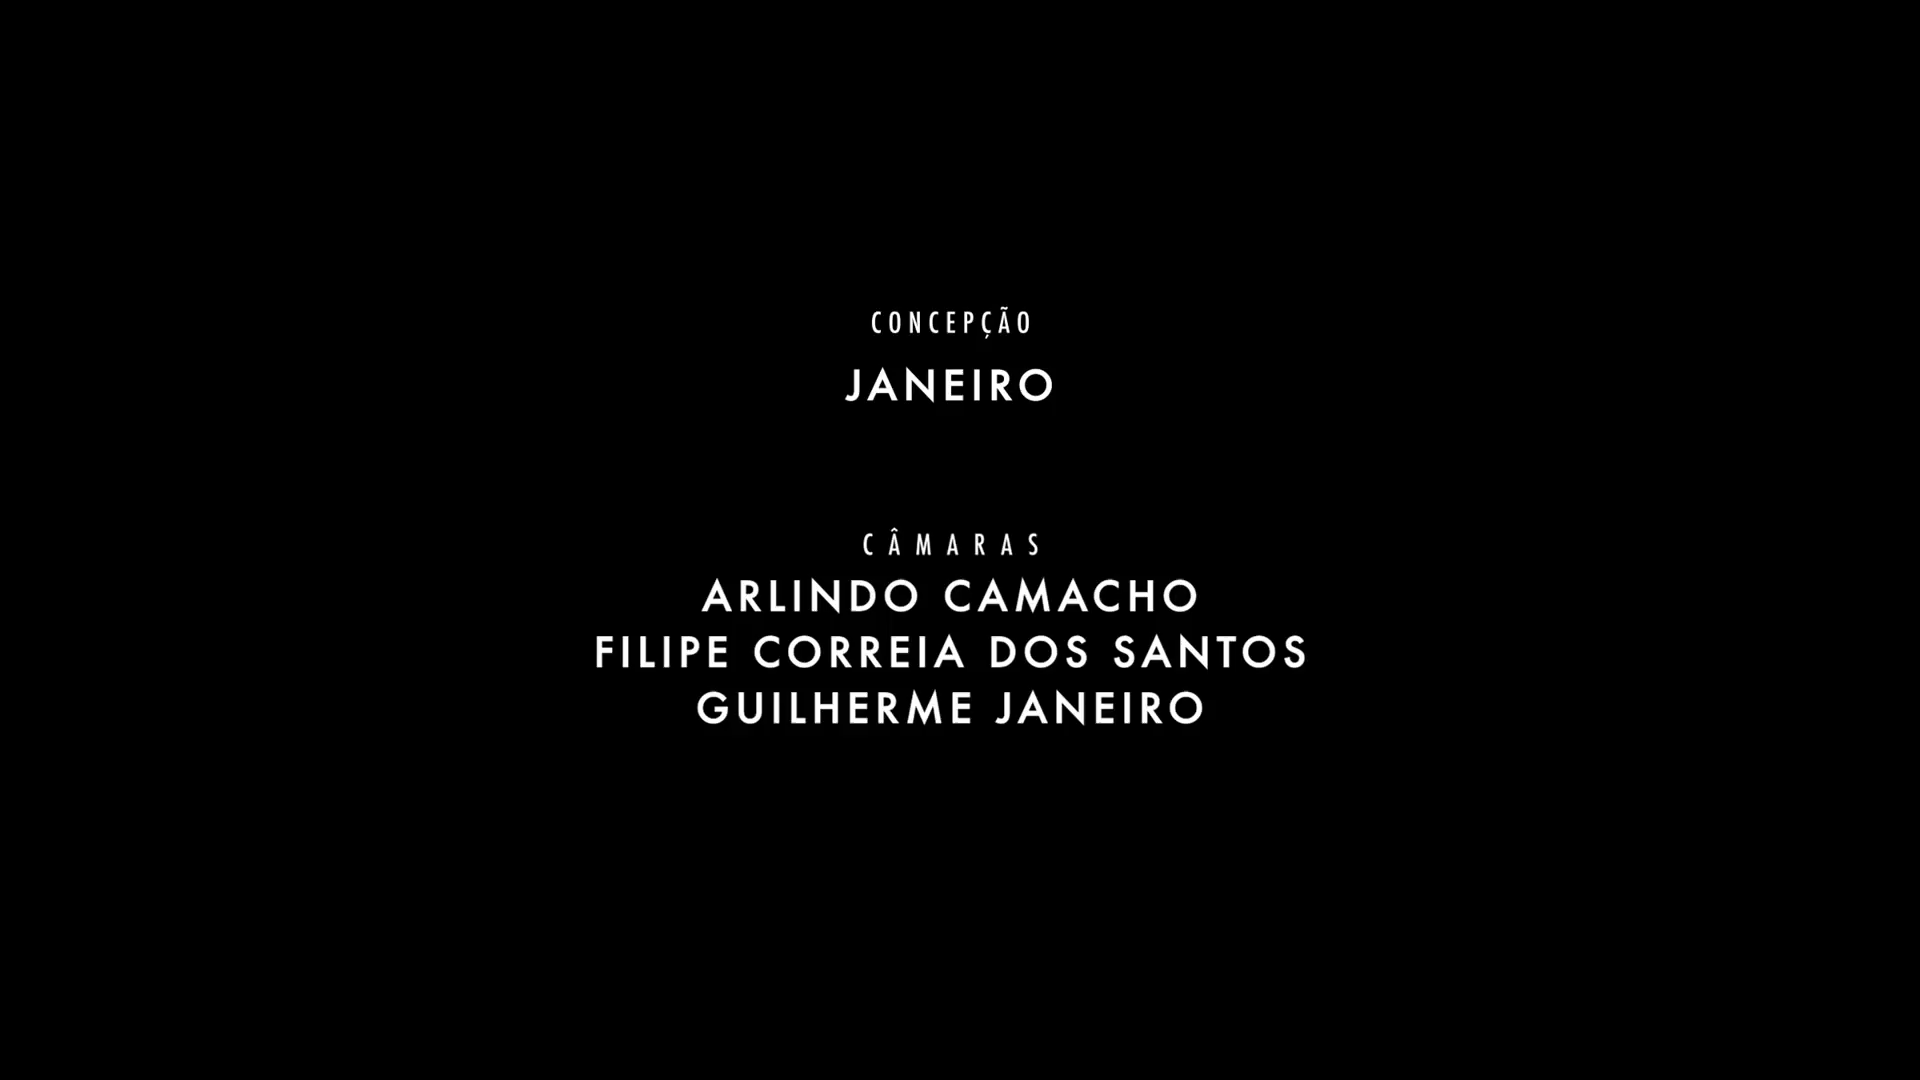 CONCEPÇÃO
JANEIRO
CÂMARAS
ARLINDO CAMACHO
FILIPE CORREIA DOS SANTOS
GUILHERME JANEIRO